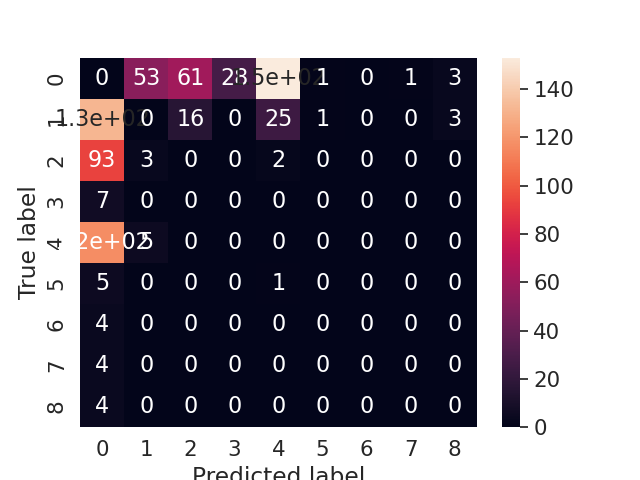 0 0 53 61 28 1 0 1 3 140
1 0 16 0 25 1 0 0 3 120
2 93 3 0 0 2 0 0 0 0 100
3 7 0 0 0 0 0 0 0 0 80
4 5 0 0 0 0 0 0 0 60
5 5 0 0 0 1 0 0 0 0
6 4 0 0 0 0 0 0 0 0 40
7 4 0 0 0 0 0 0 0 0 20
8 4 0 0 0 0 0 0 0 0 0
0 1 2 3 4 5 6 7 8
True label
Predicted label